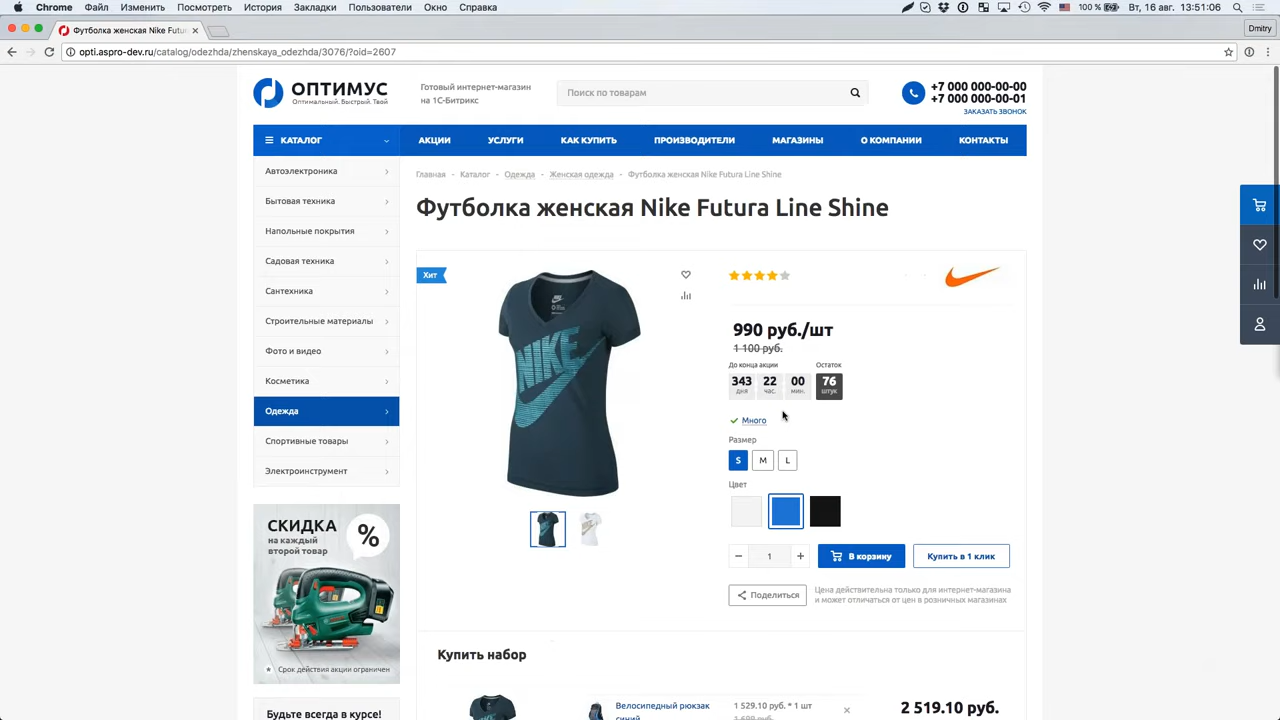 Chrome Файл Изменить Посмотреть История Закладки Пользователи Окно Справка 100 % Вт, 16 авг. 13:51:06
Футболка женская Nike Futu × Dmitry
opti.aspro-dev.ru/catalog/odezhda/zhenskaya_odezhda/3076/?oid=2607
ОПТИМУС
Оптимальный. Быстрый. Твой
Готовый интернет-магазин
на 1С-Битрикс
Поиск по товарам
+7 000 000-00-00
+7 000 000-00-01
ЗАКАЗАТЬ ЗВОНОК
КАТАЛОГ АКЦИИ УСЛУГИ КАК КУПИТЬ ПРОИЗВОДИТЕЛИ МАГАЗИНЫ О КОМПАНИИ КОНТАКТЫ
Автоэлектроника
Бытовая техника
Напольные покрытия
Садовая техника
Сантехника
Строительные материалы
Фото и видео
Косметика
Одежда
Спортивные товары
Электроинструмент
СКИДКА
на каждый
второй товар
%
* Срок действия акции ограничен
Будьте всегда в курсе!
Главная - Каталог - Одежда - Женская одежда - Футболка женская Nike Futura Line Shine
Футболка женская Nike Futura Line Shine
Хит
NIKE
990 руб./шт
1 100 руб.
До конца акции Остаток
343 22 00 76
дня час. мин. штук
Много
Размер
S M L
Цвет
− 1 + В корзину Купить в 1 клик
Поделиться
Цена действительна только для интернет-магазина
и может отличаться от цен в розничных магазинах
Купить набор
Велосипедный рюкзак
синий
1 529.10 руб. * 1 шт
1 699 руб.
×
2 519.10 руб.